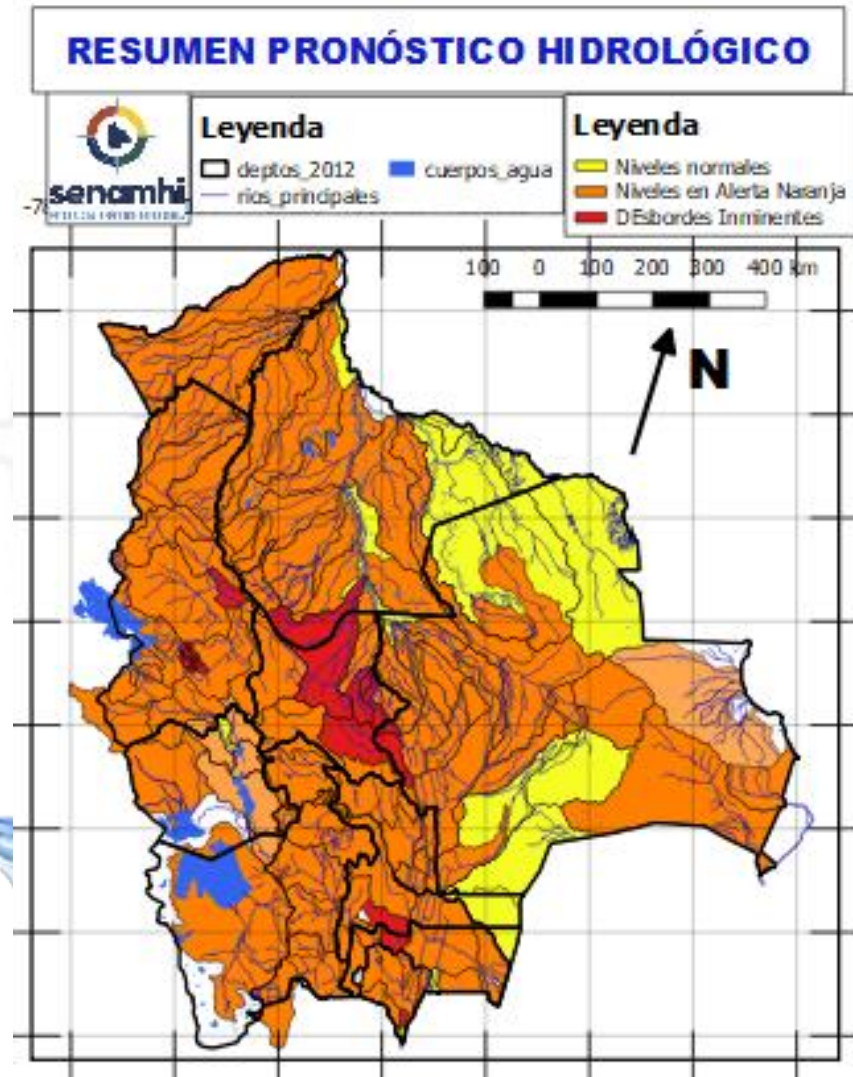 RESUMEN PRONÓSTICO HIDROLÓGICO
senamhi
Leyenda
deptos_2012
cuerpos_agua
rios_principales
Leyenda
Niveles normales
Niveles en Alerta Naranja
DEsbordes Inminentes
100 0 100 200 300 400 km
N